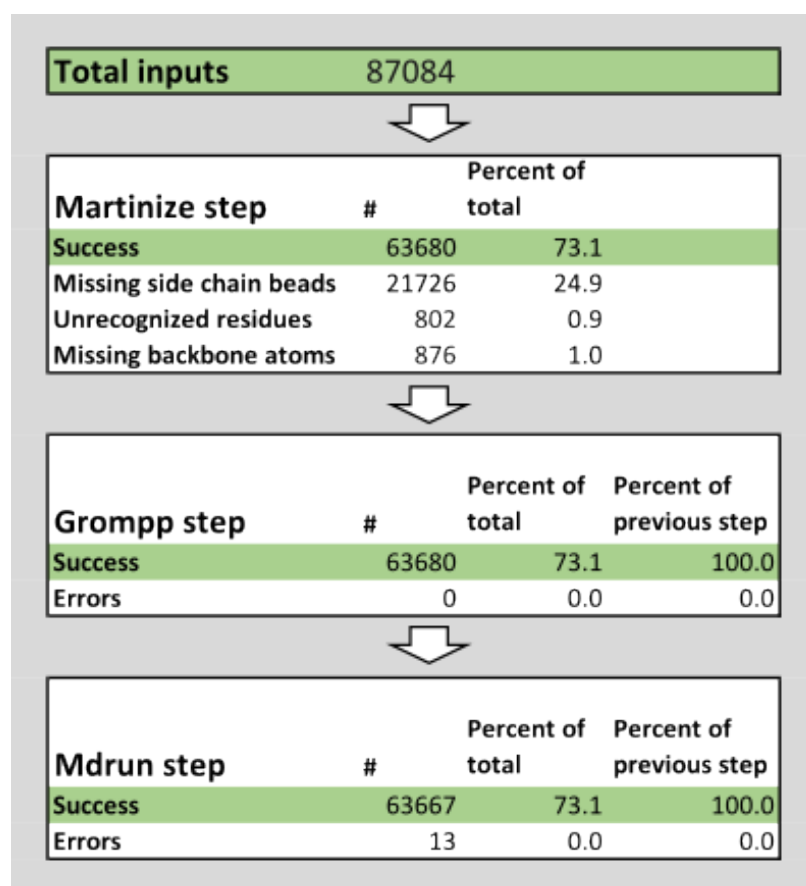 Total inputs 87084
Percent of
Martinize step # total
Success 63680 73.1
Missing side chain beads 21726 24.9
Unrecognized residues 802 0.9
Missing backbone atoms 876 1.0
Percent of Percent of
Grompp step # total previous step
Success 63680 73.1 100.0
Errors 0 0.0 0.0
Percent of Percent of
Mdrun step # total previous step
Success 63667 73.1 100.0
Errors 13 0.0 0.0